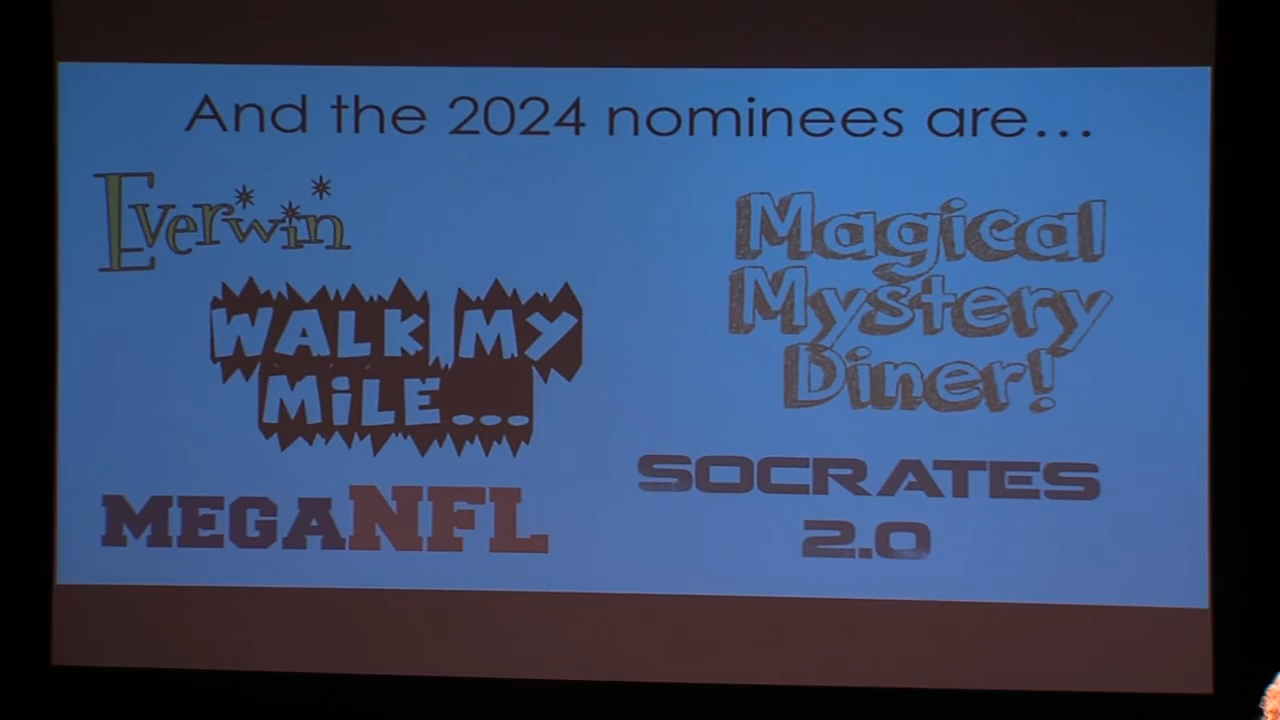 And the 2024 nominees are...
Everwin
WALK MY
MiLE...
MEGANFL
Magical
Mystery
Diner!
SOCRATES
2.0